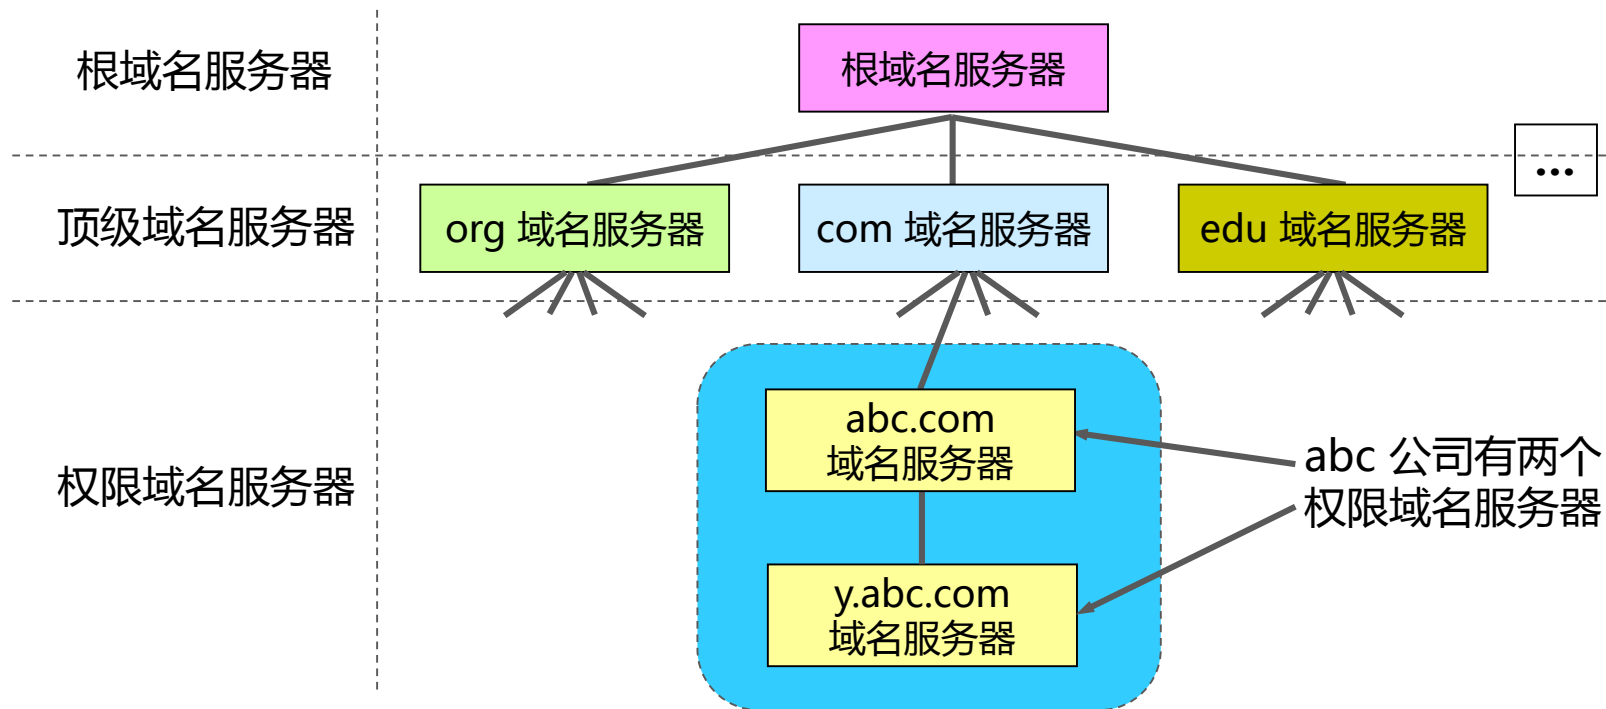 根域名服务器
根域名服务器
...
顶级域名服务器
org 域名服务器
com 域名服务器
edu 域名服务器
权限域名服务器
abc.com
域名服务器
y.abc.com
域名服务器
abc 公司有两个
权限域名服务器